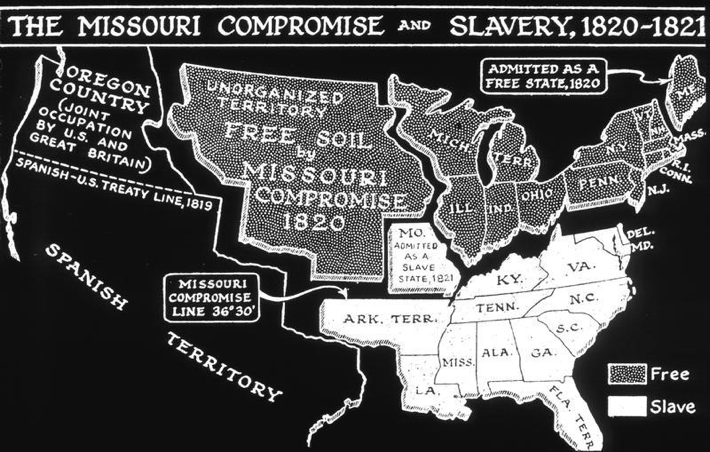 THE MISSOURI COMPROMISE AND SLAVERY, 1820-1821
OREGON
COUNTRY
(JOINT
OCCUPATION
BY U.S. AND
GREAT BRITAIN)
SPANISH-U.S. TREATY LINE, 1819
SPANISH
TERRITORY
UNORGANIZED
TERRITORY
FREE SOIL
by
MISSOURI
COMPROMISE
1820
MISSOURI
COMPROMISE
LINE 36°30'
ADMITTED AS A
FREE STATE, 1820
ME.
VT.
N.H.
MASS.
R.I.
CONN.
N.Y.
N.J.
PENN.
MICH.
TERR.
ILL.
IND.
OHIO
MO.
ADMITTED
AS A
SLAVE
STATE, 1821
DEL.
MD.
VA.
KY.
N.C.
TENN.
S.C.
ARK. TERR.
MISS.
ALA.
GA.
LA.
FLA. TERR.
Free
Slave